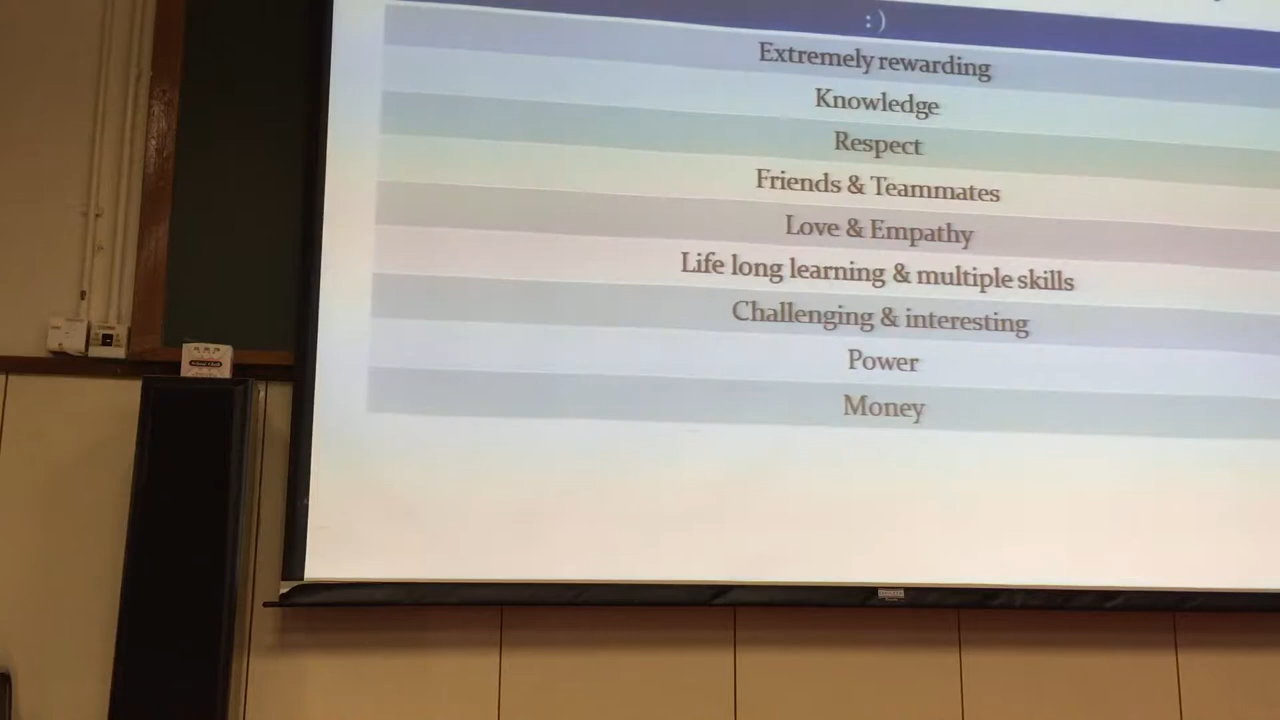 :)
Extremely rewarding
Knowledge
Respect
Friends & Teammates
Love & Empathy
Life long learning & multiple skills
Challenging & interesting
Power
Money